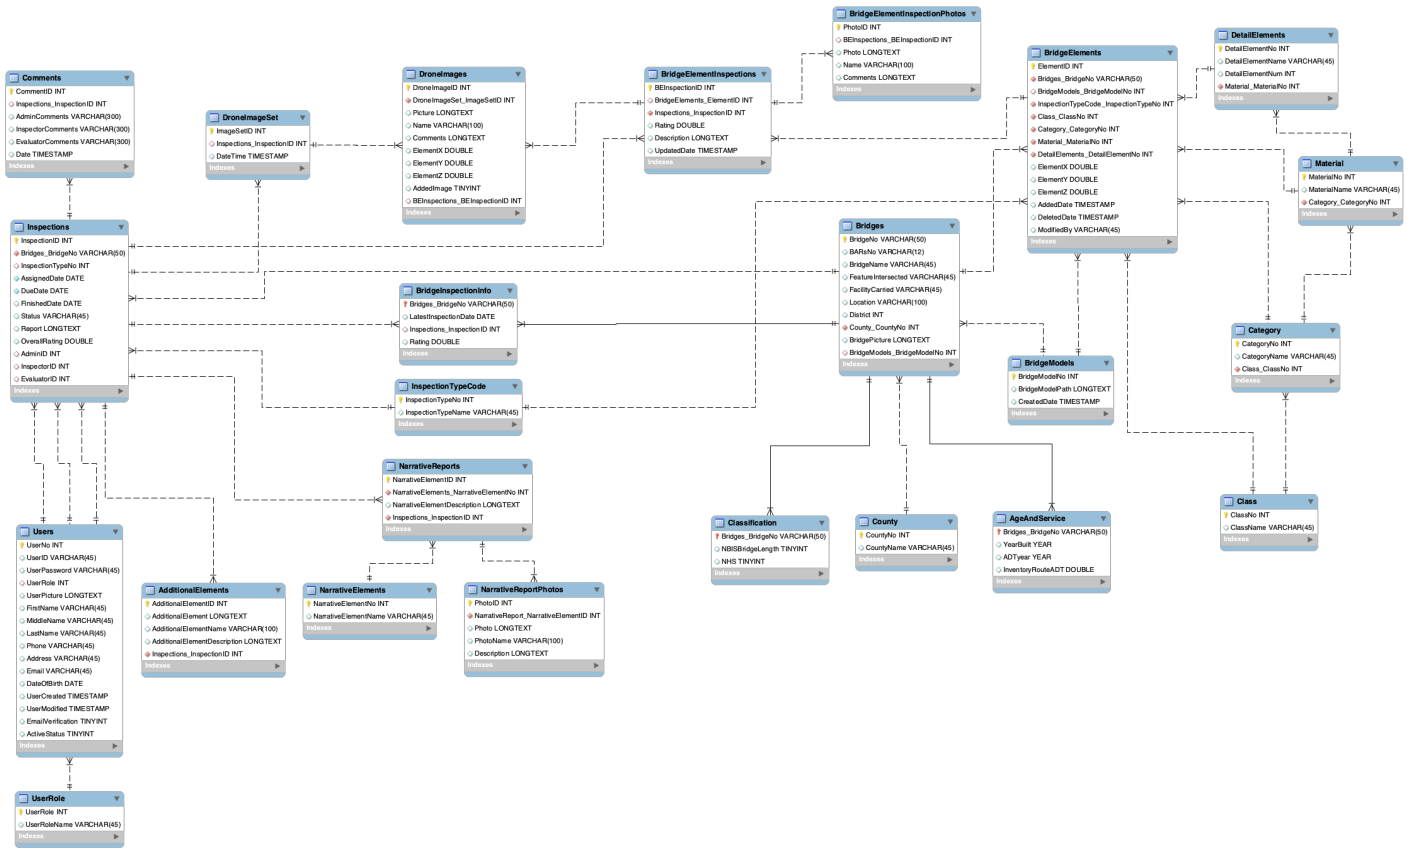 Comments
CommentID INT
Inspections_InspectionID INT
AdminComments VARCHAR(300)
InspectorComments VARCHAR(300)
EvaluatorComments VARCHAR(300)
Date TIMESTAMP
Indexes
DroneImageSet
ImageSetID INT
Inspections_InspectionID INT
DateTime TIMESTAMP
Indexes
DroneImages
DroneImageID INT
DroneImageSet_ImageSetID INT
Picture LONGTEXT
Name VARCHAR(100)
Comments LONGTEXT
ElementX DOUBLE
ElementY DOUBLE
ElementZ DOUBLE
AddedImage TINYINT
BEInspections_BEInspectionID INT
Indexes
BridgeElementInspections
BEInspectionID INT
BridgeElements_ElementID INT
Inspections_InspectionID INT
Rating DOUBLE
Description LONGTEXT
UpdatedDate TIMESTAMP
Indexes
BridgeElementInspectionPhotos
PhotoID INT
BEInspections_BEInspectionID INT
Photo LONGTEXT
Name VARCHAR(100)
Comments LONGTEXT
Indexes
BridgeElements
ElementID INT
Bridges_BridgeNo VARCHAR(50)
BridgeModels_BridgeModelNo INT
InspectionTypeCode_InspectionTypeNo INT
Class_ClassNo INT
Category_CategoryNo INT
Material_MaterialNo INT
DetailElements_DetailElementNo INT
ElementX DOUBLE
ElementY DOUBLE
ElementZ DOUBLE
AddedDate TIMESTAMP
DeletedDate TIMESTAMP
ModifiedBy VARCHAR(45)
Indexes
DetailElements
DetailElementNo INT
DetailElementName VARCHAR(45)
DetailElementNum INT
Material_MaterialNo INT
Indexes
Material
MaterialNo INT
MaterialName VARCHAR(45)
Category_CategoryNo INT
Indexes
Inspections
InspectionID INT
Bridges_BridgeNo VARCHAR(50)
InspectionTypeNo INT
AssignedDate DATE
DueDate DATE
FinishedDate DATE
Status VARCHAR(45)
Report LONGTEXT
OverallRating DOUBLE
AdminID INT
InspectorID INT
EvaluatorID INT
Indexes
BridgeInspectionInfo
Bridges_BridgeNo VARCHAR(50)
LatestInspectionDate DATE
Inspections_InspectionID INT
Rating DOUBLE
Indexes
InspectionTypeCode
InspectionTypeNo INT
InspectionTypeName VARCHAR(45)
Indexes
Bridges
BridgeNo VARCHAR(50)
BARsNo VARCHAR(12)
BridgeName VARCHAR(45)
FeatureIntersected VARCHAR(45)
FacilityCarried VARCHAR(45)
Location VARCHAR(100)
District INT
County_CountyNo INT
BridgePicture LONGTEXT
BridgeModels_BridgeModelNo INT
Indexes
BridgeModels
BridgeModelNo INT
BridgeModelPath LONGTEXT
CreatedDate TIMESTAMP
Indexes
Category
CategoryNo INT
CategoryName VARCHAR(45)
Class_ClassNo INT
Indexes
NarrativeReports
NarrativeElementID INT
NarrativeElements_NarrativeElementNo INT
NarrativeElementDescription LONGTEXT
Inspections_InspectionID INT
Indexes
Classification
Bridges_BridgeNo VARCHAR(50)
NBISBridgeLength TINYINT
NHS TINYINT
Indexes
County
CountyNo INT
CountyName VARCHAR(45)
Indexes
AgeAndService
Bridges_BridgeNo VARCHAR(50)
YearBuilt YEAR
ADTyear YEAR
InventoryRouteADT DOUBLE
Indexes
Class
ClassNo INT
ClassName VARCHAR(45)
Indexes
Users
UserNo INT
UserID VARCHAR(45)
UserPassword VARCHAR(45)
UserRole INT
UserPicture LONGTEXT
FirstName VARCHAR(45)
MiddleName VARCHAR(45)
LastName VARCHAR(45)
Phone VARCHAR(45)
Address VARCHAR(45)
Email VARCHAR(45)
DateOfBirth DATE
UserCreated TIMESTAMP
UserModified TIMESTAMP
EmailVerification TINYINT
ActiveStatus TINYINT
Indexes
AdditionalElements
AdditionalElementID INT
AdditionalElement LONGTEXT
AdditionalElementName VARCHAR(100)
AdditionalElementDescription LONGTEXT
Inspections_InspectionID INT
Indexes
NarrativeElements
NarrativeElementNo INT
NarrativeElementName VARCHAR(45)
Indexes
NarrativeReportPhotos
PhotoID INT
NarrativeReport_NarrativeElementID INT
Photo LONGTEXT
PhotoName VARCHAR(100)
Description LONGTEXT
Indexes
UserRole
UserRole INT
UserRoleName VARCHAR(45)
Indexes